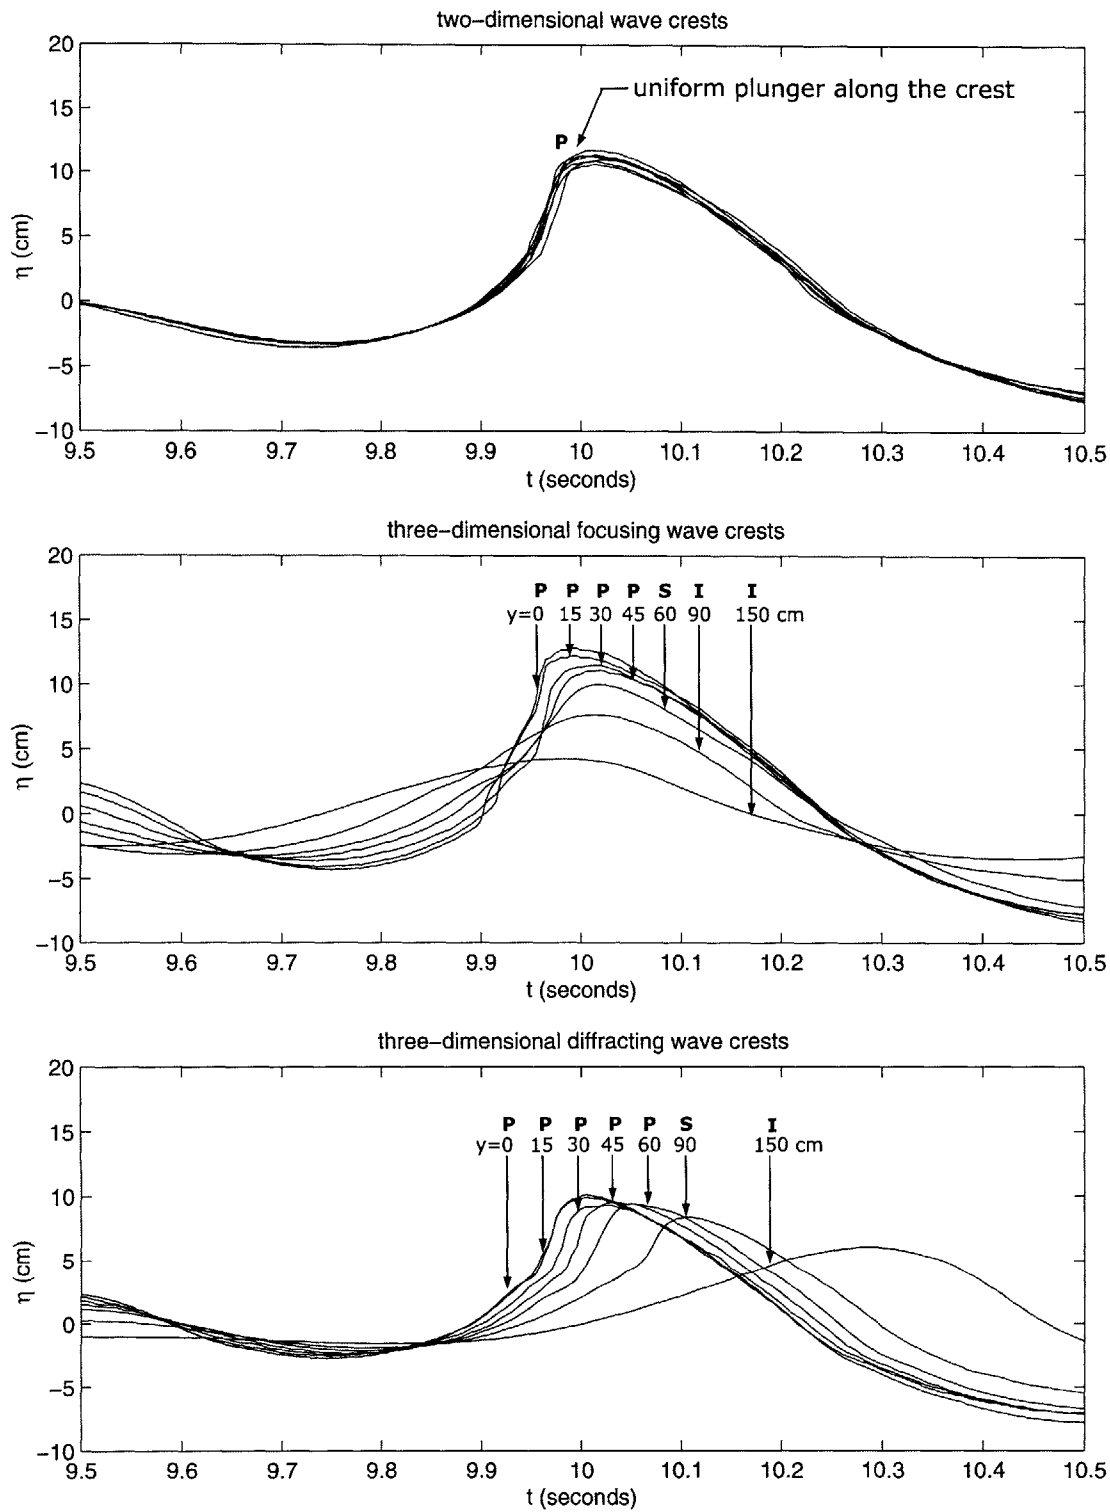 two-dimensional wave crests
20
uniform plunger along the crest
15
P
10
5
η (cm)
0
-5
-10
9.5 9.6 9.7 9.8 9.9 10 10.1 10.2 10.3 10.4 10.5
t (seconds)
three-dimensional focusing wave crests
20
P P P P S I I
15
y=0 15 30 45 60 90 150 cm
10
5
η (cm)
0
-5
-10
9.5 9.6 9.7 9.8 9.9 10 10.1 10.2 10.3 10.4 10.5
t (seconds)
three-dimensional diffracting wave crests
20
P P P P P S I
15
y=0 15 30 45 60 90 150 cm
10
5
η (cm)
0
-5
-10
9.5 9.6 9.7 9.8 9.9 10 10.1 10.2 10.3 10.4 10.5
t (seconds)